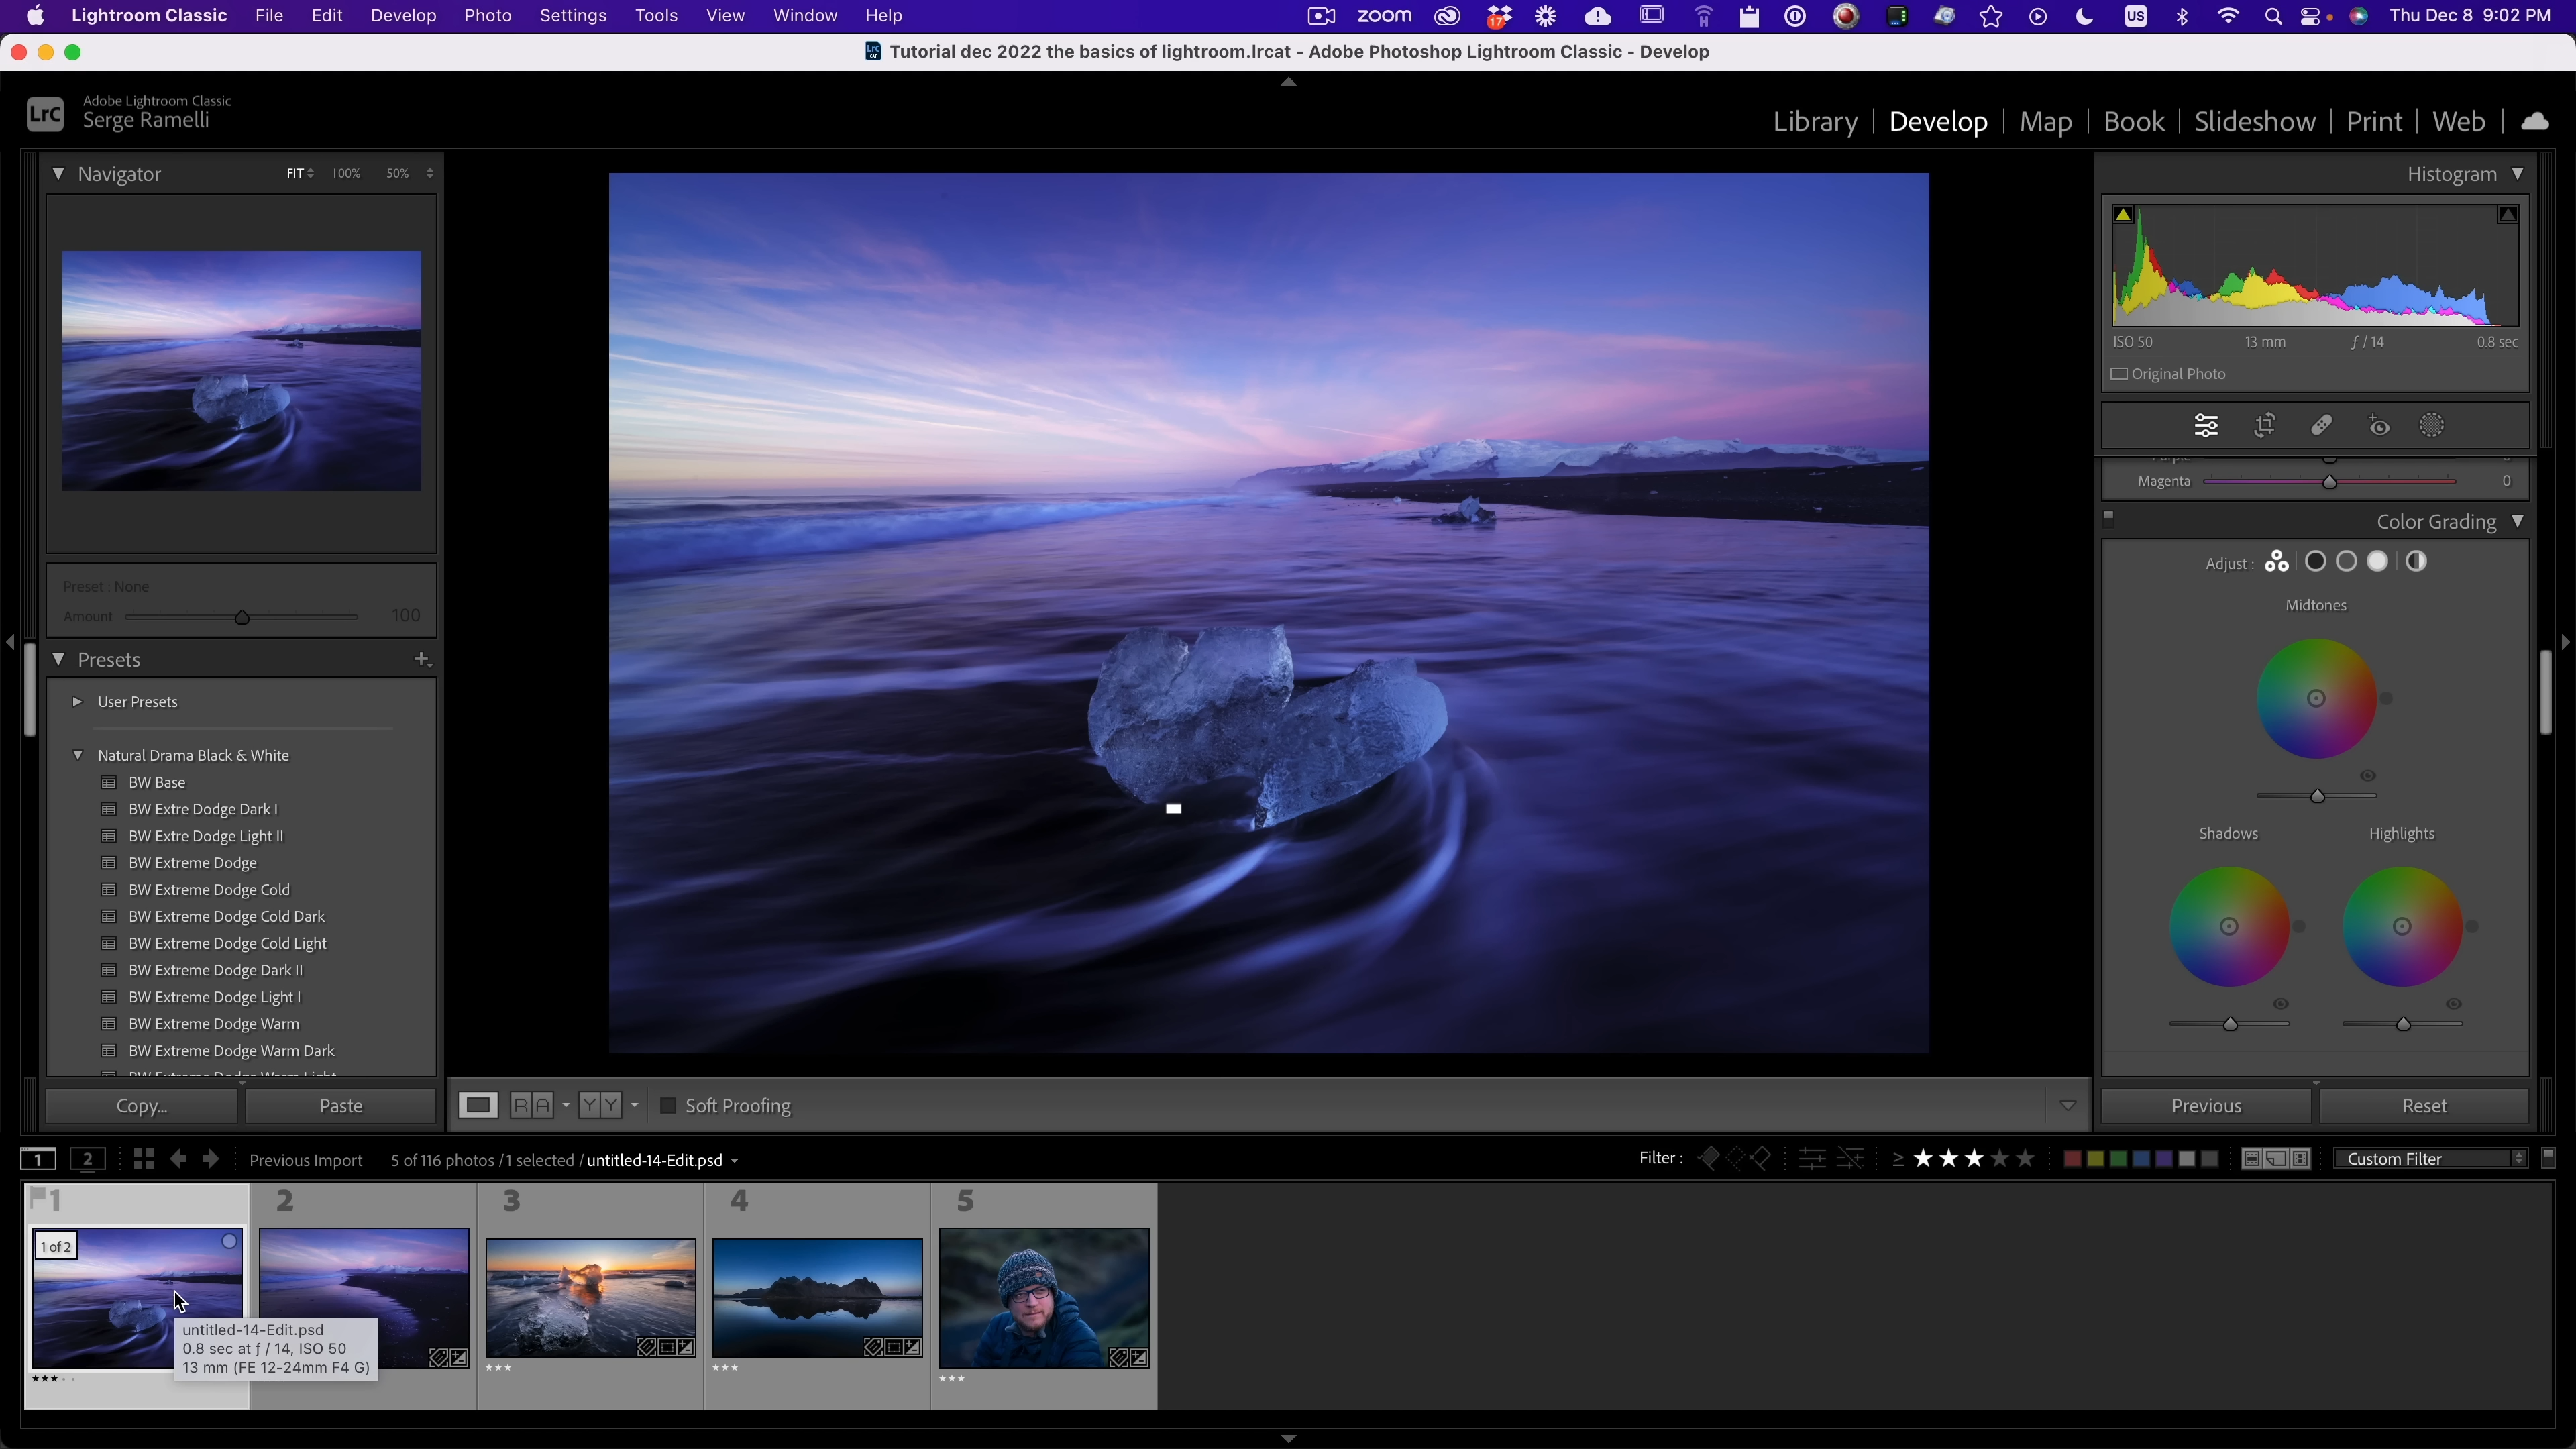 Lightroom Classic File Edit Develop Photo Settings Tools View Window Help zoom 17 US Thu Dec 8 9:02 PM
Tutorial dec 2022 the basics of lightroom.lrcat - Adobe Photoshop Lightroom Classic - Develop
LrC
Adobe Lightroom Classic
Serge Ramelli
Library | Develop | Map | Book | Slideshow | Print | Web
Navigator FIT 100% 50%
Preset : None
Amount 100
Presets +
User Presets
Natural Drama Black & White
BW Base
BW Extre Dodge Dark I
BW Extre Dodge Light II
BW Extreme Dodge
BW Extreme Dodge Cold
BW Extreme Dodge Cold Dark
BW Extreme Dodge Cold Light
BW Extreme Dodge Dark II
BW Extreme Dodge Light I
BW Extreme Dodge Warm
BW Extreme Dodge Warm Dark
BW Extreme Dodge Warm Light
Copy... Paste
R A Y Y Soft Proofing
Histogram
ISO 50 13 mm ƒ / 14 0.8 sec
Original Photo
Magenta 0
Color Grading
Adjust :
Midtones
Shadows Highlights
Previous Reset
1 2 Previous Import 5 of 116 photos / 1 selected / untitled-14-Edit.psd Filter : ≥ ★★★★★ Custom Filter
1 2 3 4 5
1 of 2
untitled-14-Edit.psd
0.8 sec at ƒ / 14, ISO 50
13 mm (FE 12-24mm F4 G)